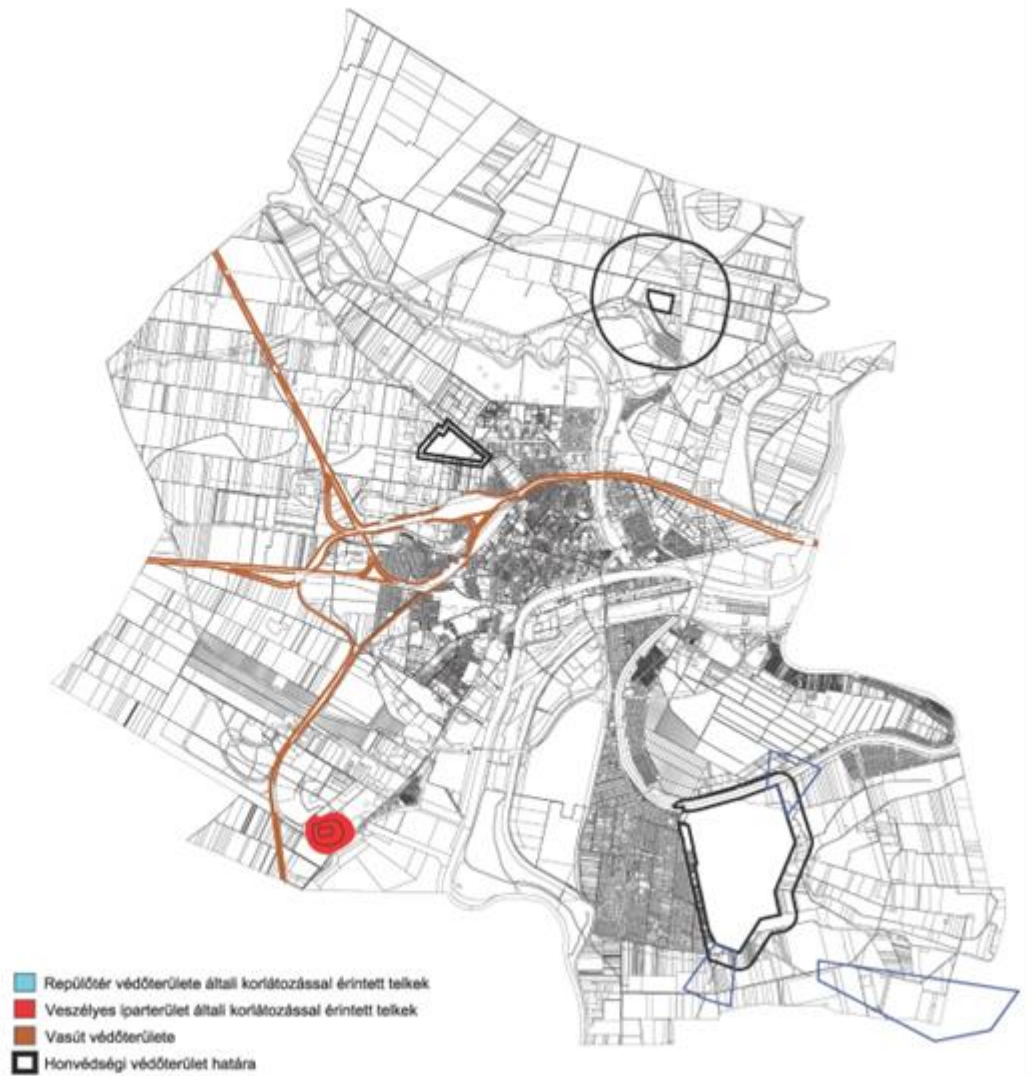 Repülőtér védőterülete általi korlátozással érintett telkek
Veszélyes iparterület általi korlátozással érintett telkek
Vasút védőterülete
Honvédségi védőterület határa